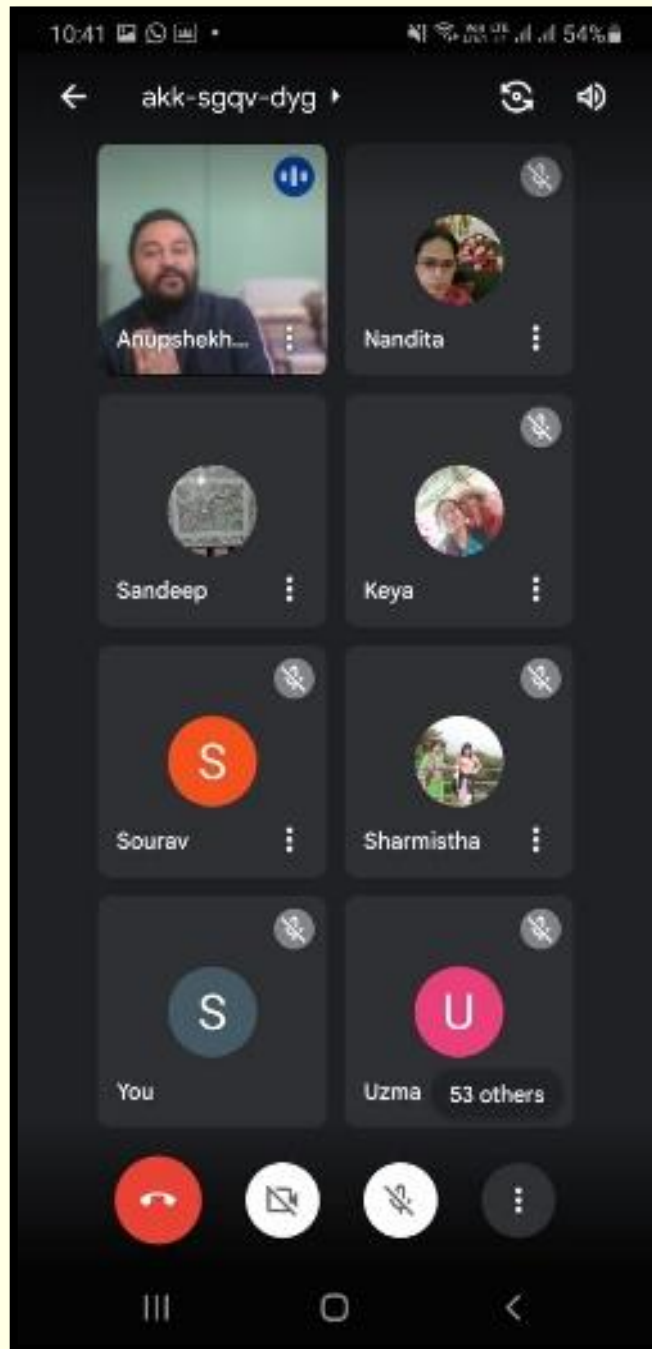 10:41 54%
akk-sgqv-dyg
Anupshekh... Nandita
Sandeep Keya
S
Sourav Sharmistha
S U
You Uzma 53 others